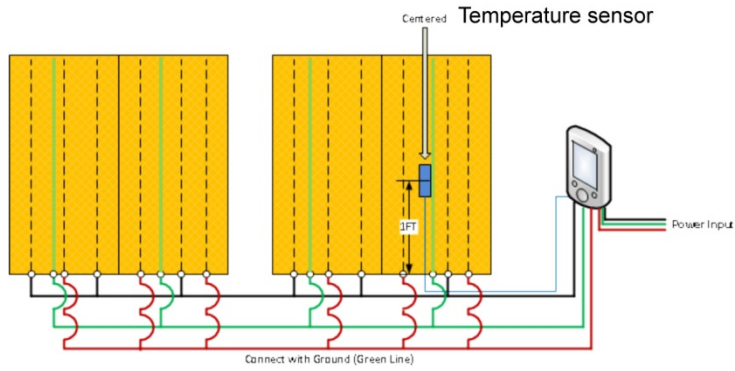 Centered Temperature sensor
1FT
Power Input
Connect with Ground (Green Line)